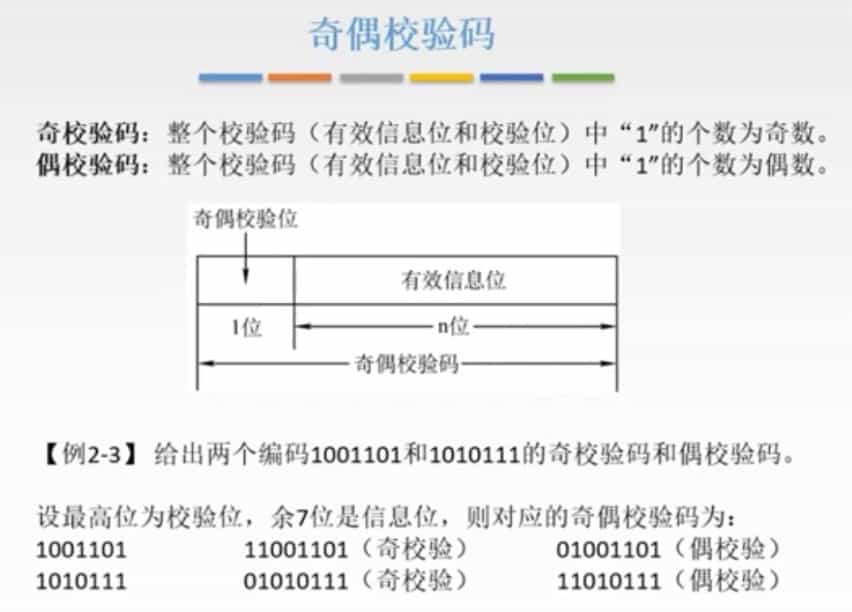 奇偶校验码
奇校验码：整个校验码（有效信息位和校验位）中“1”的个数为奇数。
偶校验码：整个校验码（有效信息位和校验位）中“1”的个数为偶数。
奇偶校验位
有效信息位
1位 n位
奇偶校验码
【例2-3】 给出两个编码1001101和1010111的奇校验码和偶校验码。
设最高位为校验位，余7位是信息位，则对应的奇偶校验码为：
1001101 11001101（奇校验） 01001101（偶校验）
1010111 01010111（奇校验） 11010111（偶校验）